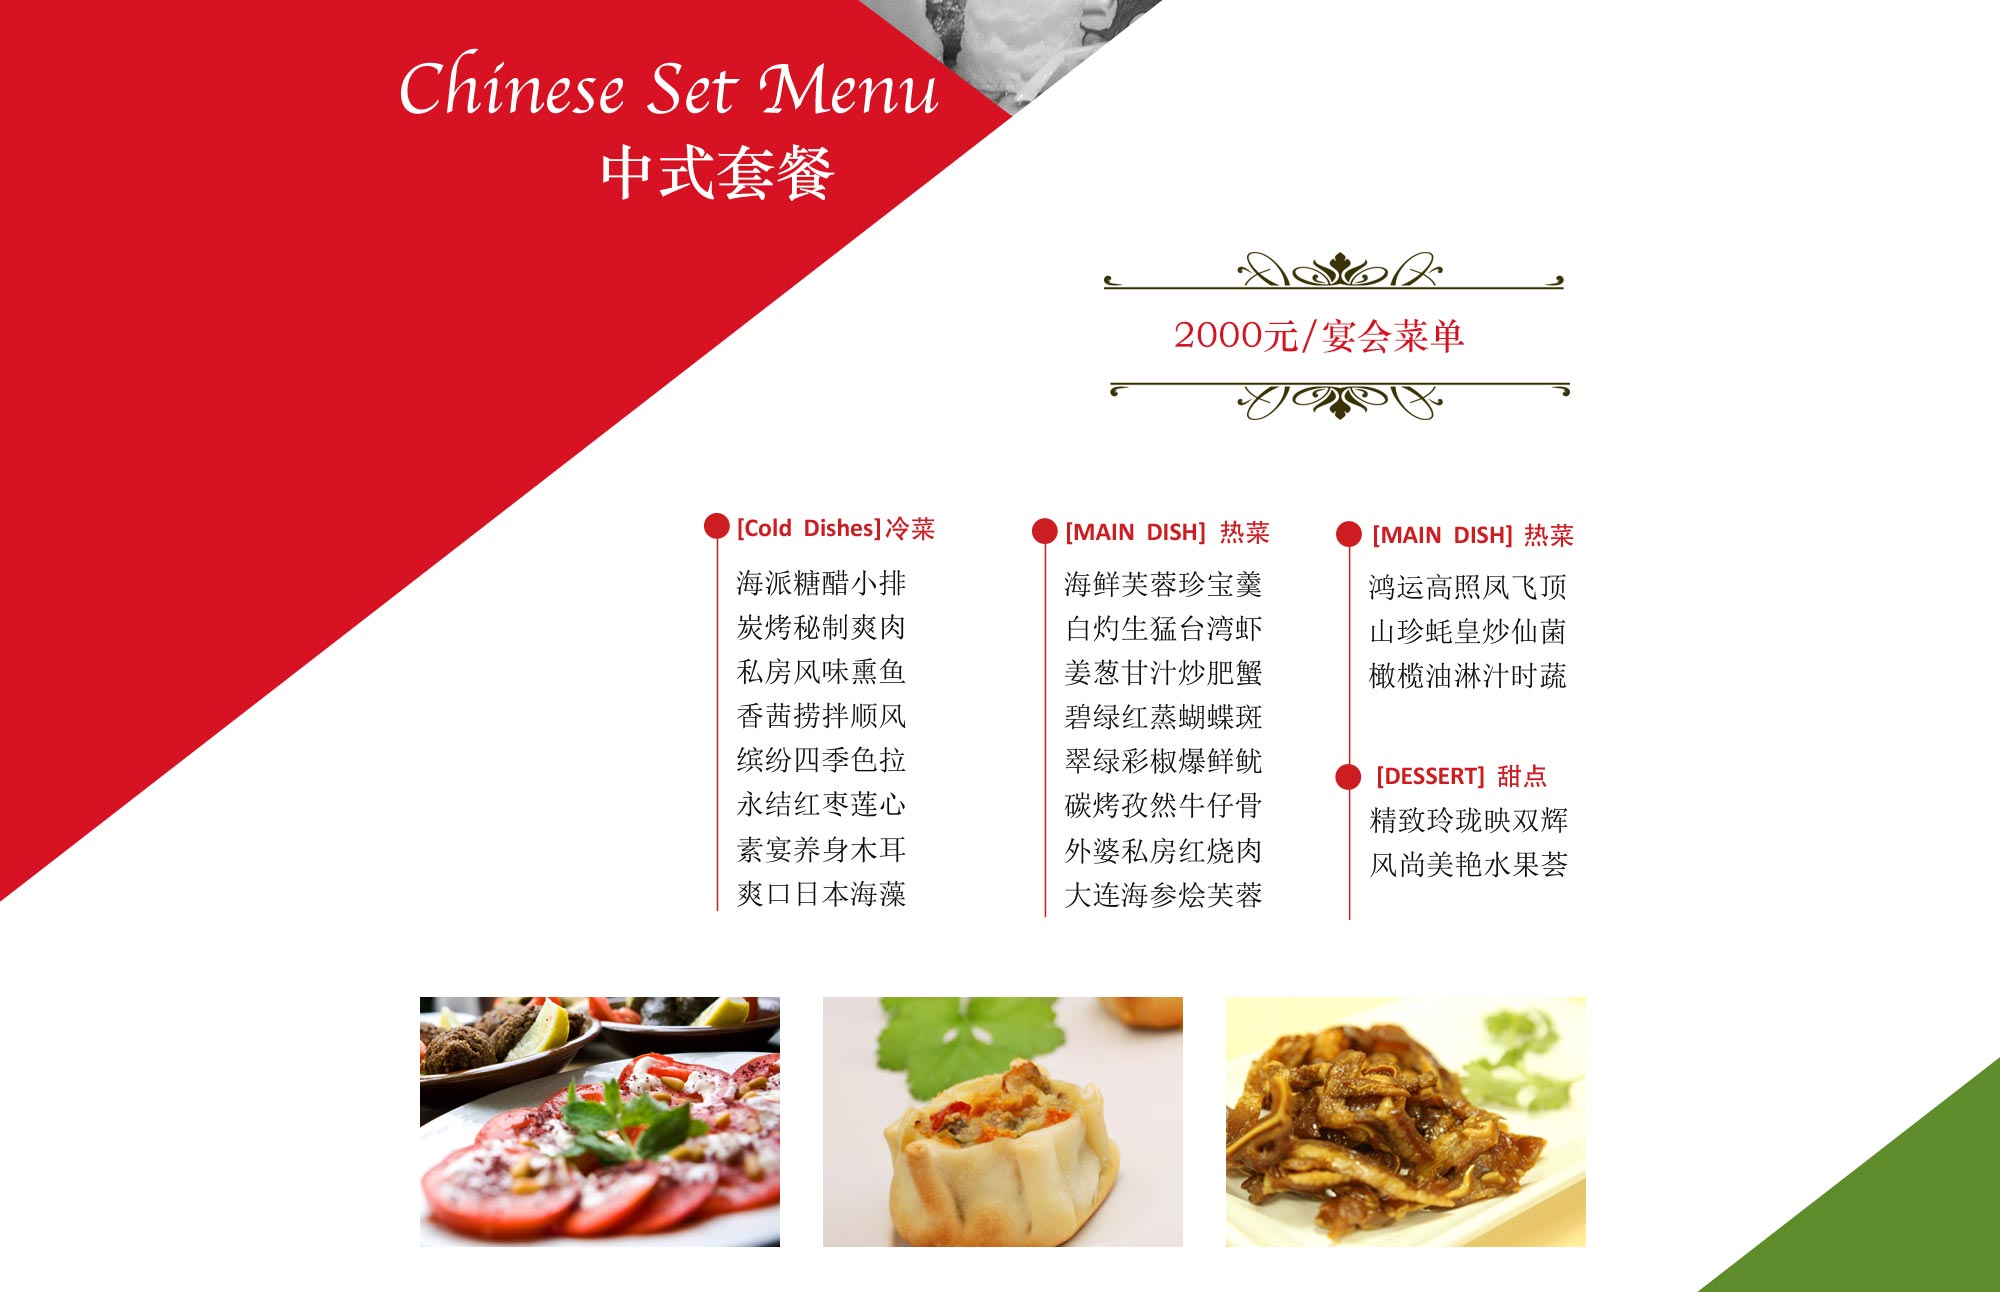 Chinese Set Menu
中式套餐
2000元/宴会菜单
[Cold Dishes]冷菜
海派糖醋小排
炭烤秘制爽肉
私房风味熏鱼
香茜捞拌顺风
缤纷四季色拉
永结红枣莲心
素宴养身木耳
爽口日本海藻
[MAIN DISH] 热菜
海鲜芙蓉珍宝羹
白灼生猛台湾虾
姜葱甘汁炒肥蟹
碧绿红蒸蝴蝶斑
翠绿彩椒爆鲜鱿
碳烤孜然牛仔骨
外婆私房红烧肉
大连海参烩芙蓉
[MAIN DISH] 热菜
鸿运高照凤飞顶
山珍蚝皇炒仙菌
橄榄油淋汁时蔬
[DESSERT] 甜点
精致玲珑映双辉
风尚美艳水果荟